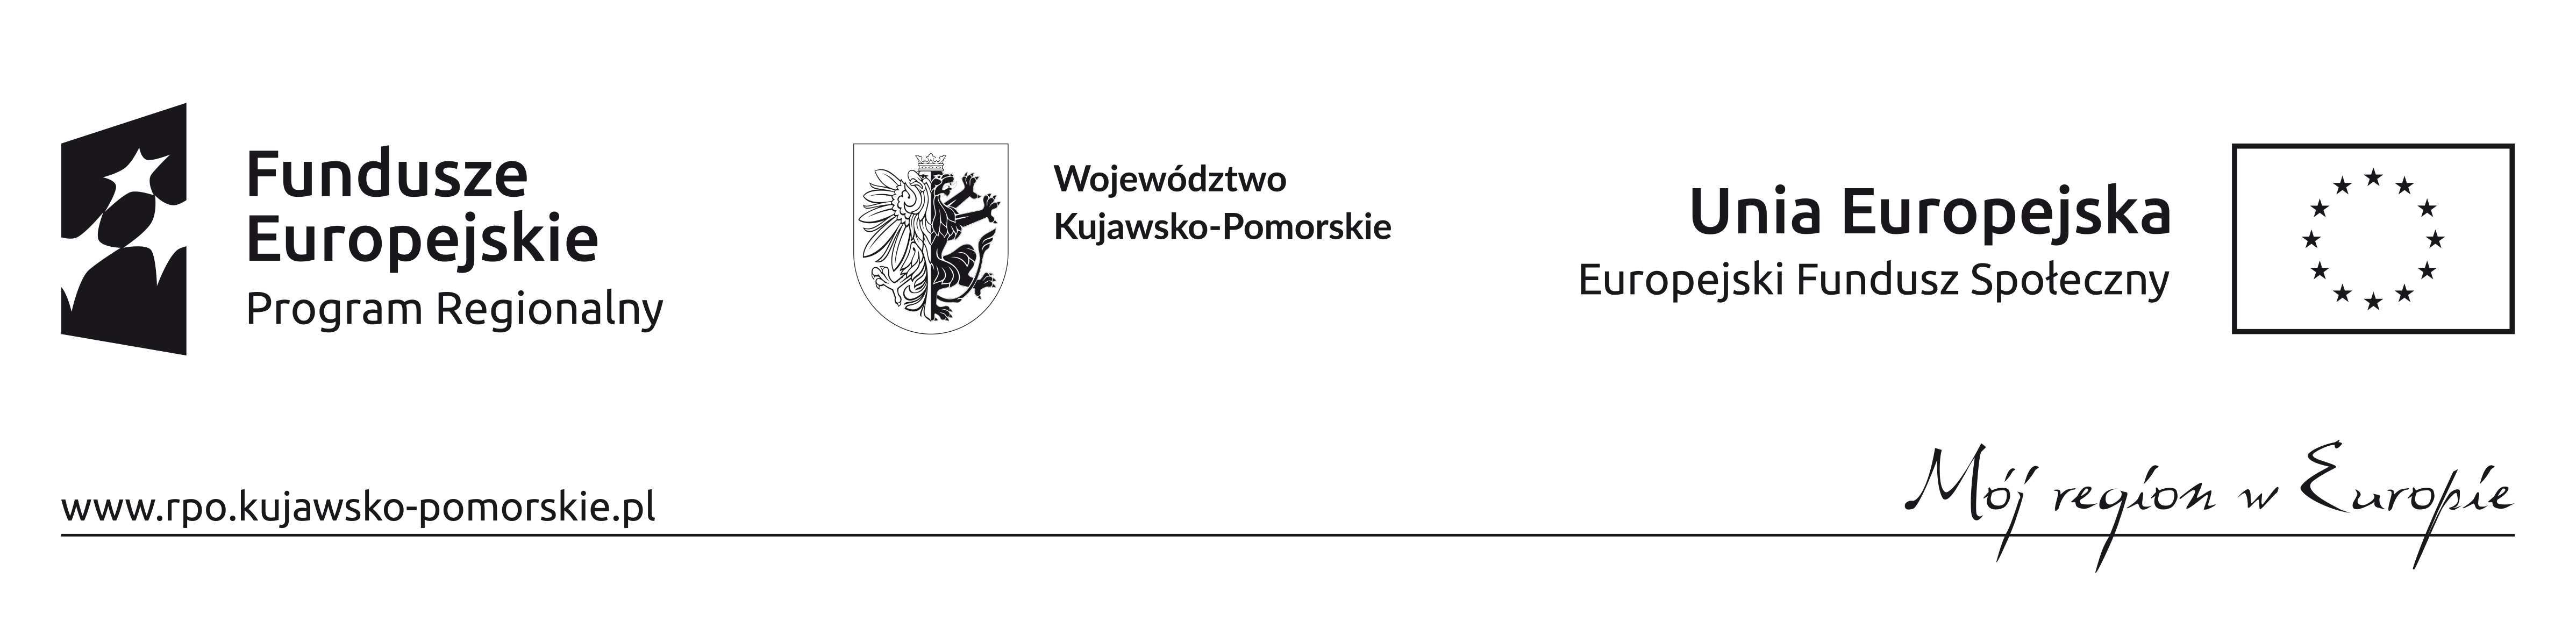 Fundusze
Europejskie
Program Regionalny
Województwo
Kujawsko-Pomorskie
Unia Europejska
Europejski Fundusz Społeczny
www.rpo.kujawsko-pomorskie.pl
Mój region w Europie